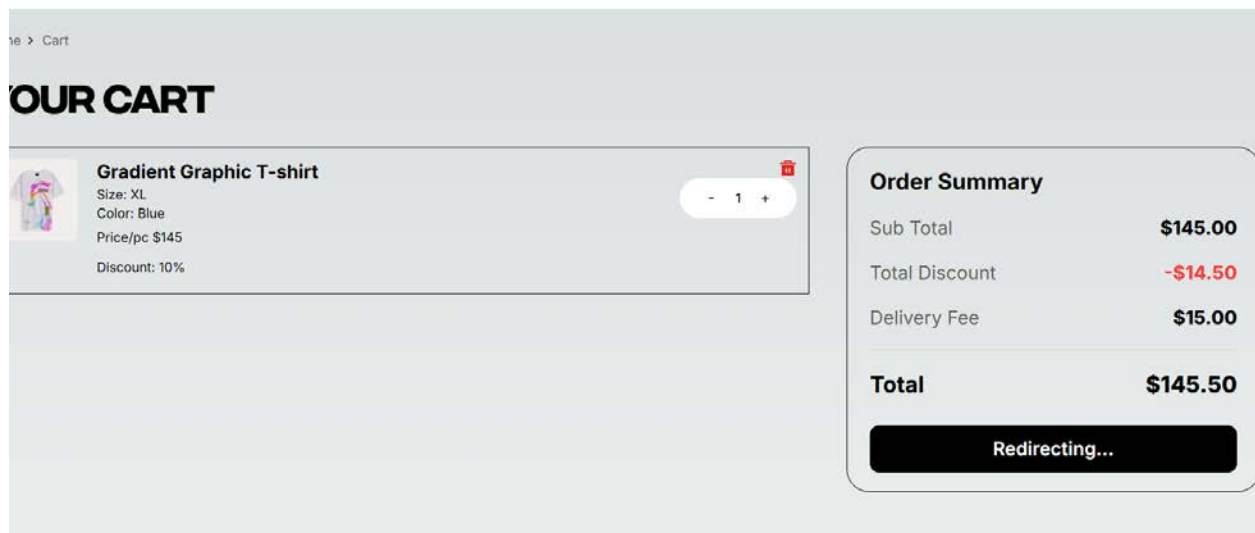 > Cart
OUR CART
Gradient Graphic T-shirt
Size: XL
Color: Blue
Price/pc $145
Discount: 10%
- 1 +
Order Summary
Sub Total $145.00
Total Discount -$14.50
Delivery Fee $15.00
Total $145.50
Redirecting...